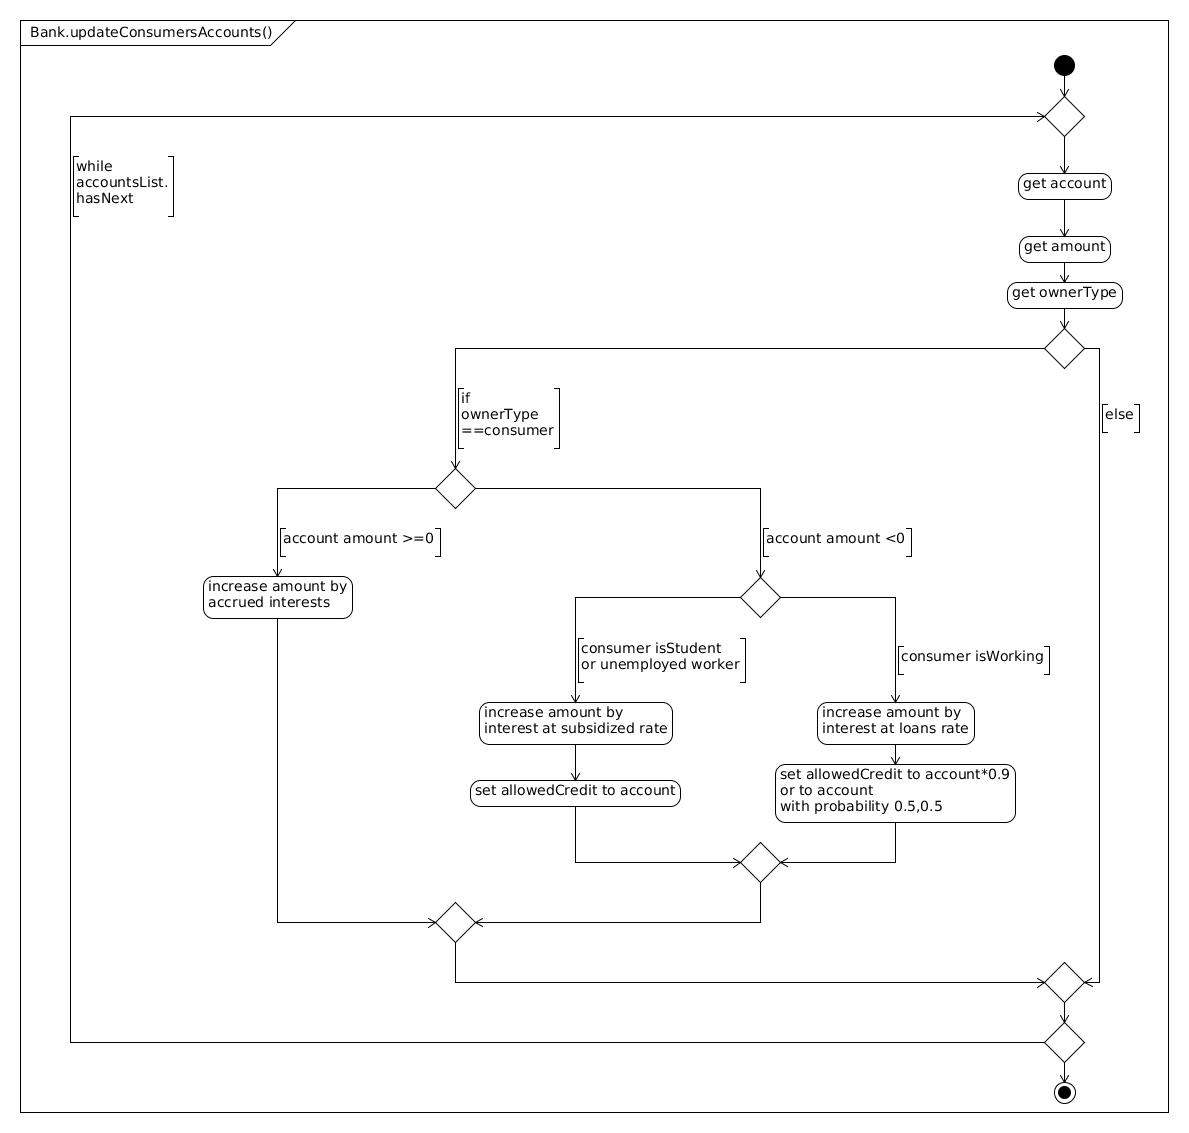 Bank.updateConsumersAccounts()
while
accountsList.
hasNext
get account
get amount
get ownerType
if
ownerType
==consumer
else
account amount >=0
account amount <0
increase amount by
accrued interests
consumer isStudent
or unemployed worker
consumer isWorking
increase amount by
interest at subsidized rate
increase amount by
interest at loans rate
set allowedCredit to account
set allowedCredit to account*0.9
or to account
with probability 0.5,0.5